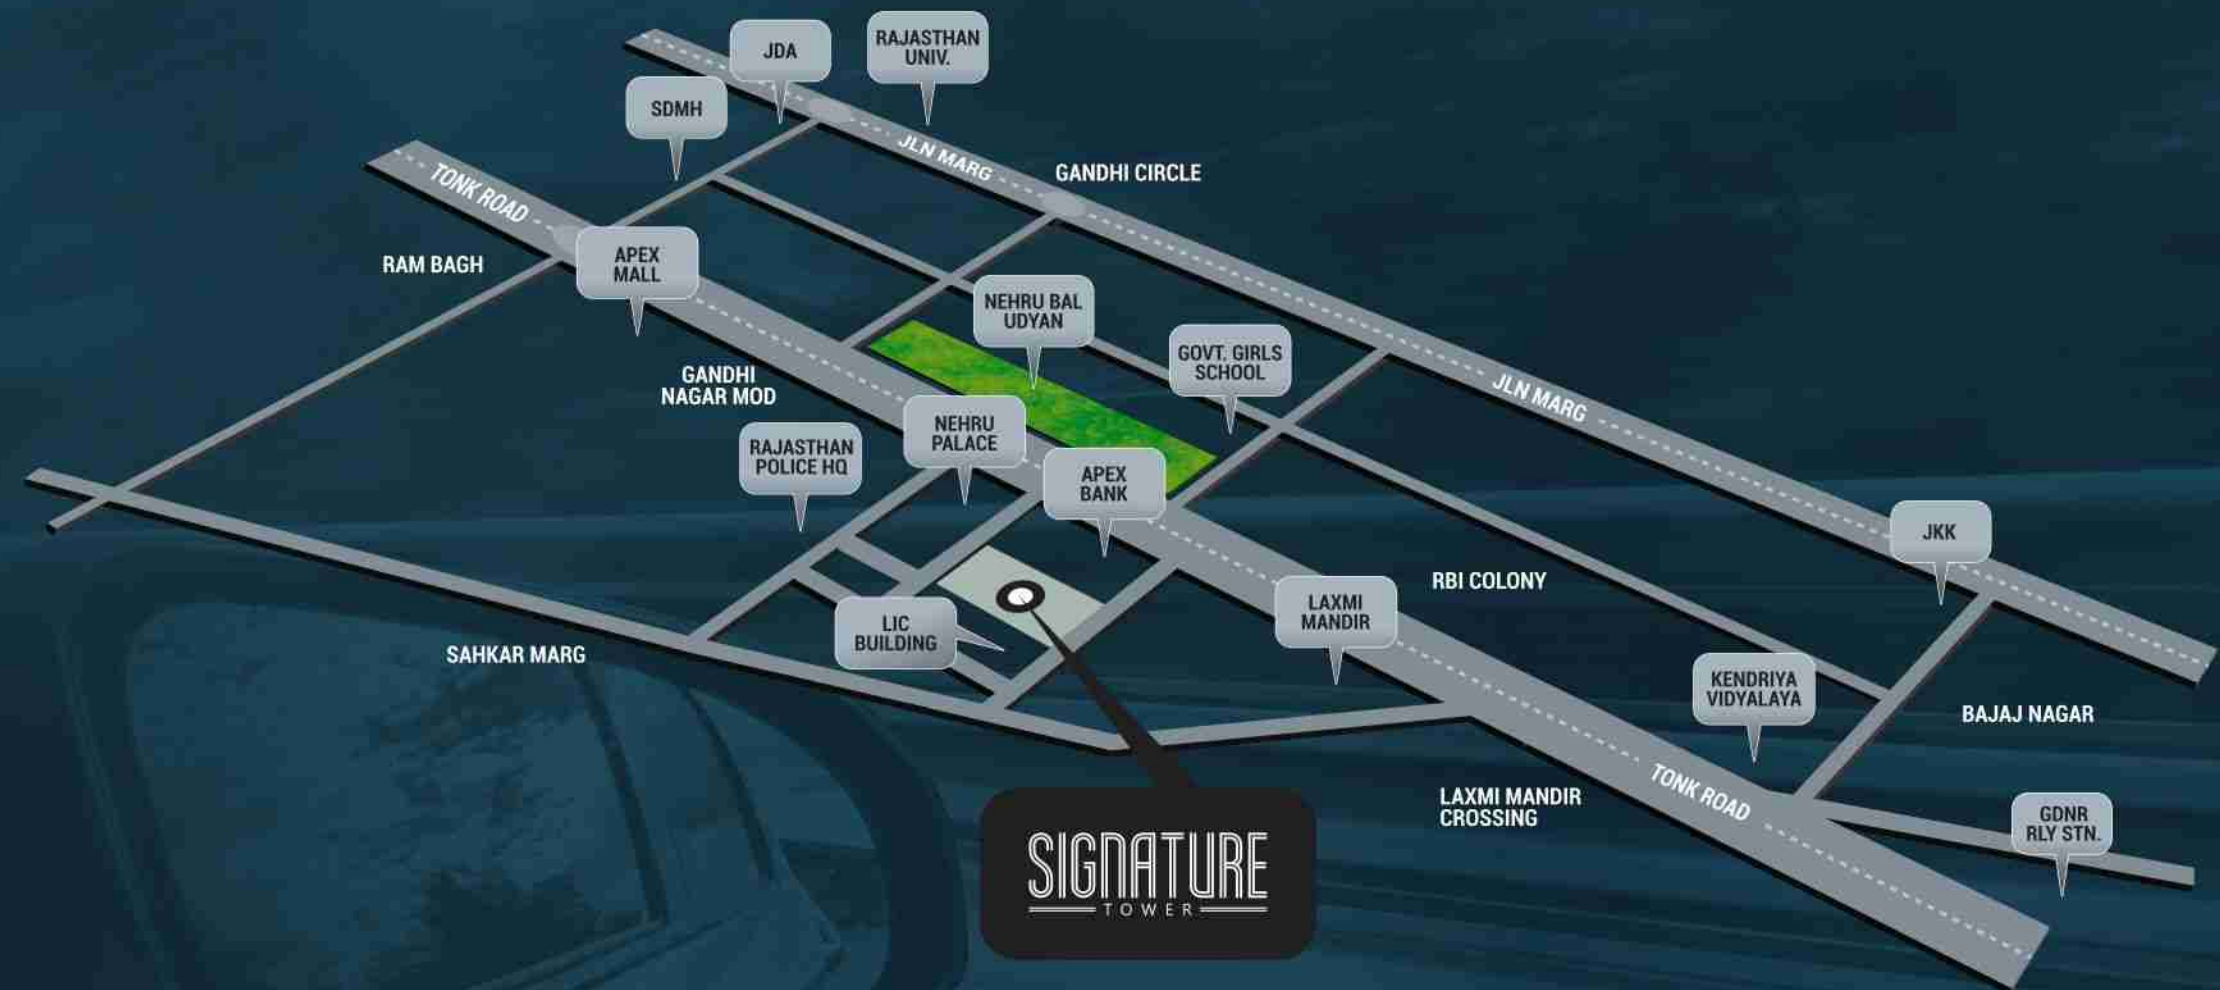 JDA
RAJASTHAN
UNIV.
SDMH
JLN MARG
GANDHI CIRCLE
TONK ROAD
RAM BAGH
APEX
MALL
NEHRU BAL
UDYAN
GOVT. GIRLS
SCHOOL
GANDHI
NAGAR MOD
JLN MARG
NEHRU
PALACE
RAJASTHAN
POLICE HQ
APEX
BANK
JKK
RBI COLONY
LAXMI
MANDIR
LIC
BUILDING
SAHKAR MARG
KENDRIYA
VIDYALAYA
BAJAJ NAGAR
TONK ROAD
LAXMI MANDIR
CROSSING
GDNR
RLY STN.
SIGNATURE
TOWER